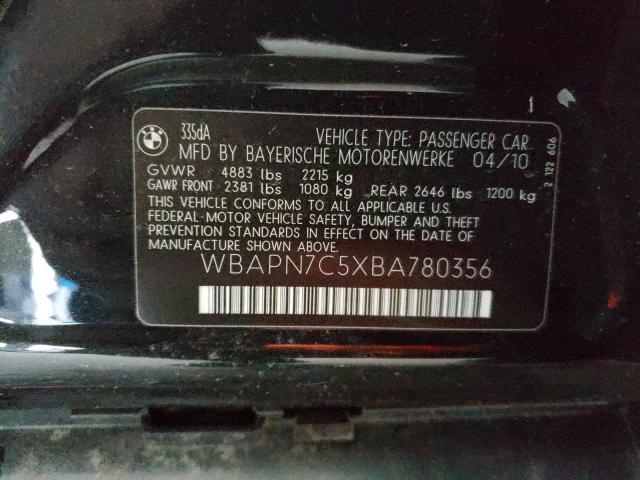 BMW
335dA
VEHICLE TYPE: PASSENGER CAR
MFD BY BAYERISCHE MOTORENWERKE 04/10
GVWR 4883 lbs 2215 kg
GAWR FRONT 2381 lbs 1080 kg REAR 2646 lbs 1200 kg
THIS VEHICLE CONFORMS TO ALL APPLICABLE U.S.
FEDERAL MOTOR VEHICLE SAFETY, BUMPER AND THEFT
PREVENTION STANDARDS IN EFFECT ON THE DATE OF
MANUFACTURE SHOWN ABOVE.
WBAPN7C5XBA780356
2 122 606